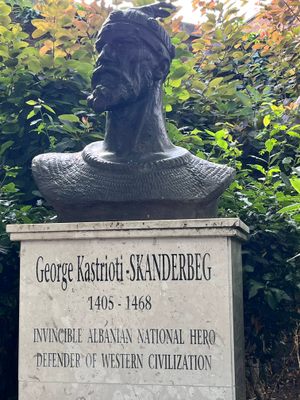 George Kastrioti-SKANDERBEG
1405 - 1468
INVINCIBLE ALBANIAN NATIONAL HERO
DEFENDER OF WESTERN CIVILIZATION